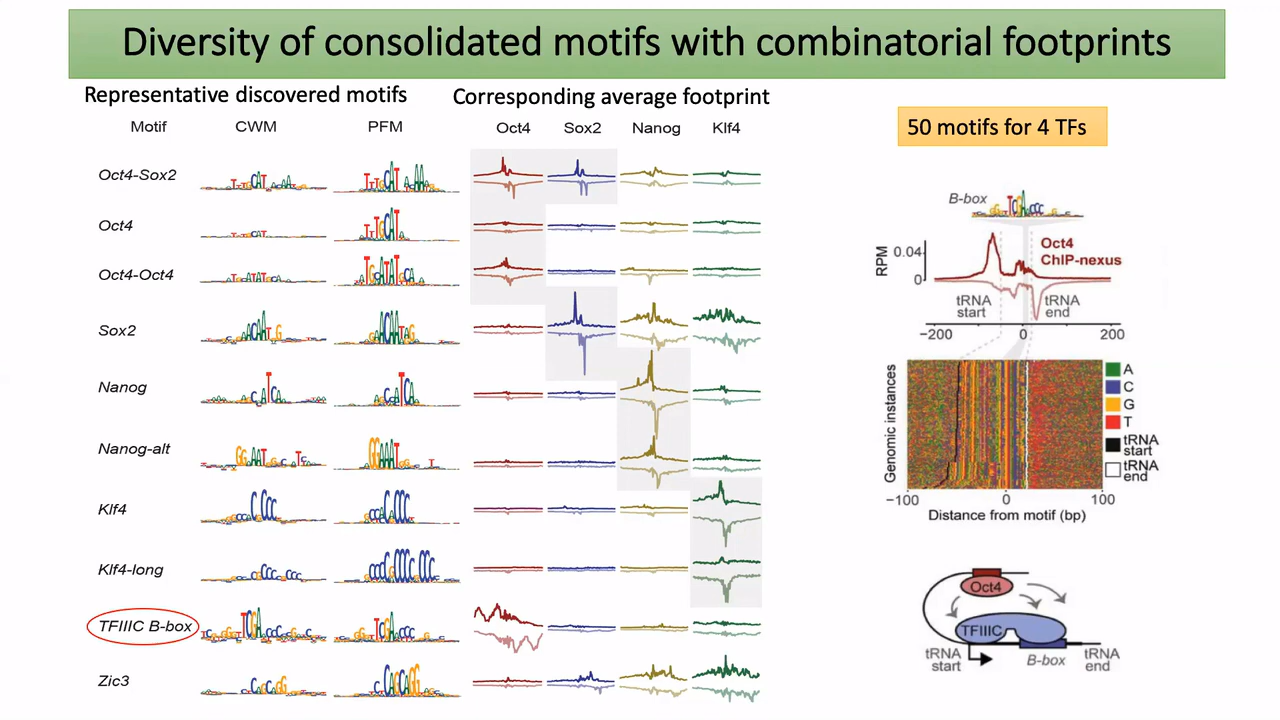 Diversity of consolidated motifs with combinatorial footprints
Representative discovered motifs
Corresponding average footprint
Motif CWM PFM Oct4 Sox2 Nanog Klf4
Oct4-Sox2
Oct4
Oct4-Oct4
Sox2
Nanog
Nanog-alt
Klf4
Klf4-long
TFIIIC B-box
Zic3
50 motifs for 4 TFs
B-box
RPM
0.04
0
Oct4
ChIP-nexus
tRNA
start
tRNA
end
−200 0 200
Genomic instances
A
C
G
T
tRNA
start
tRNA
end
−100 0 100
Distance from motif (bp)
Oct4
TFIIIC
tRNA
start
B-box
tRNA
end